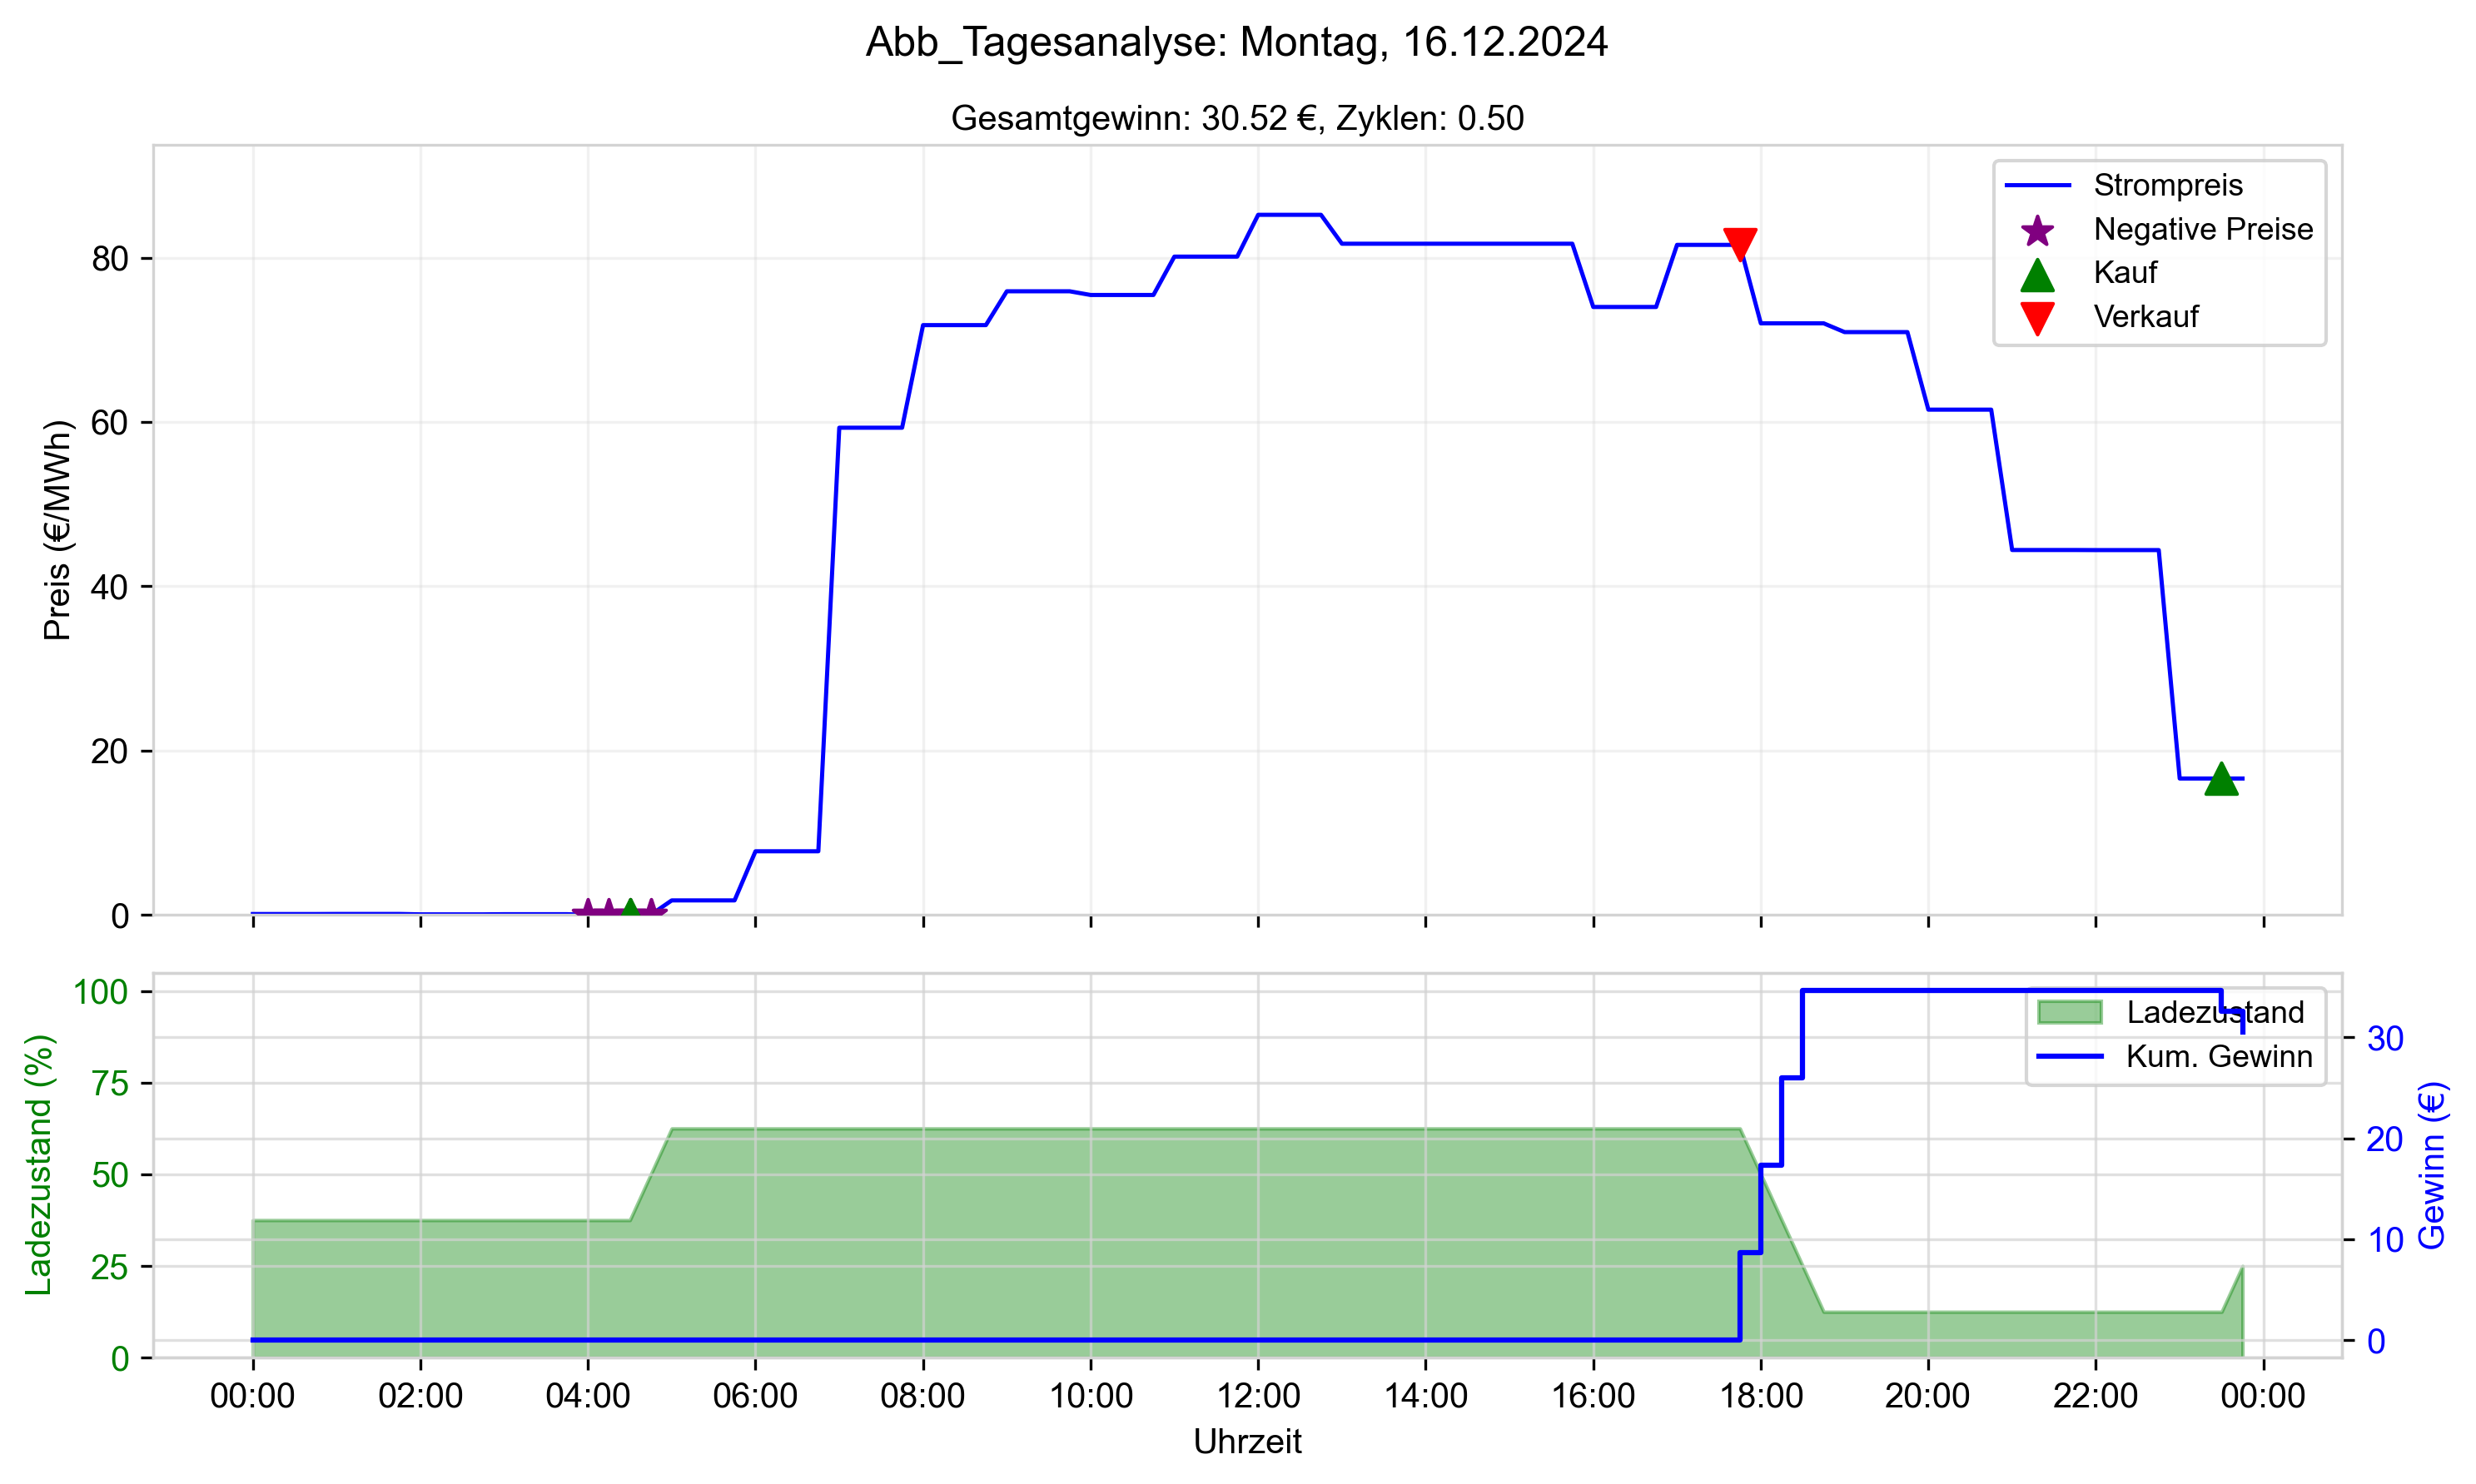 Abb_Tagesanalyse: Montag, 16.12.2024
Gesamtgewinn: 30.52 €, Zyklen: 0.50
Preis (€/MWh)
80
60
40
20
0
Strompreis
Negative Preise
Kauf
Verkauf
Ladezustand (%)
100
75
50
25
0
Ladezustand
Kum. Gewinn
30
20
10
0
Gewinn (€)
00:00 02:00 04:00 06:00 08:00 10:00 12:00 14:00 16:00 18:00 20:00 22:00 00:00
Uhrzeit